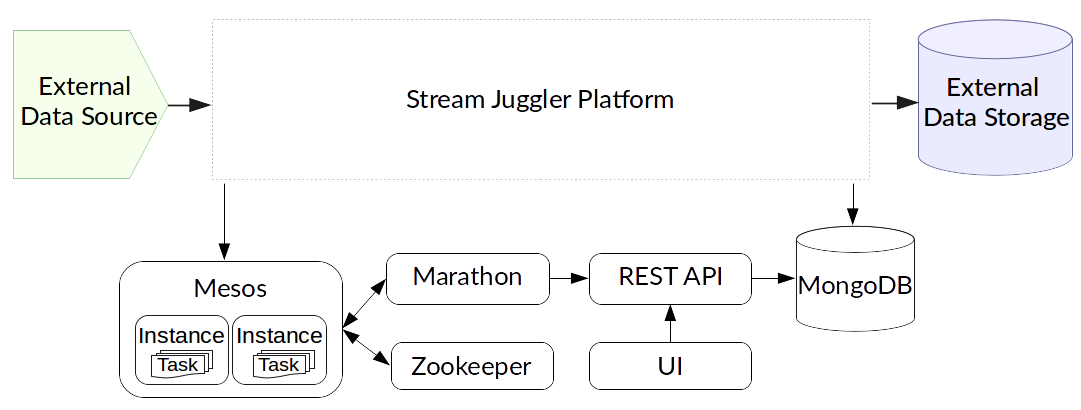 External
Data Source
Stream Juggler Platform
External
Data Storage
Mesos
Instance
Task
Instance
Task
Marathon
Zookeeper
REST API
UI
MongoDB